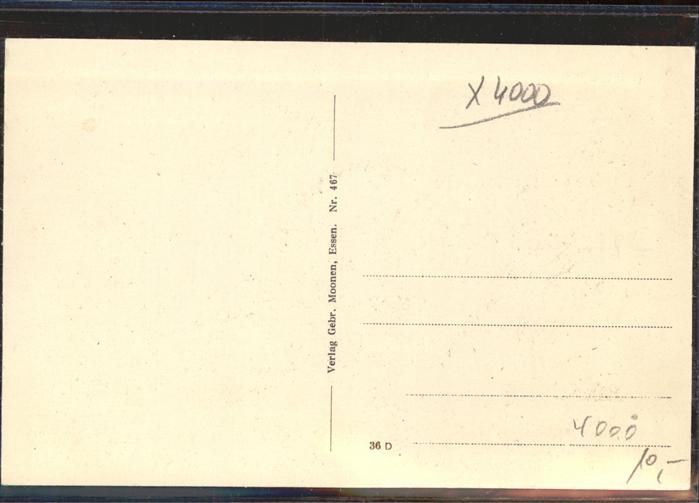 X 4000
Verlag Gebr. Moonen, Essen. Nr. 467
4000
36 D
10,-